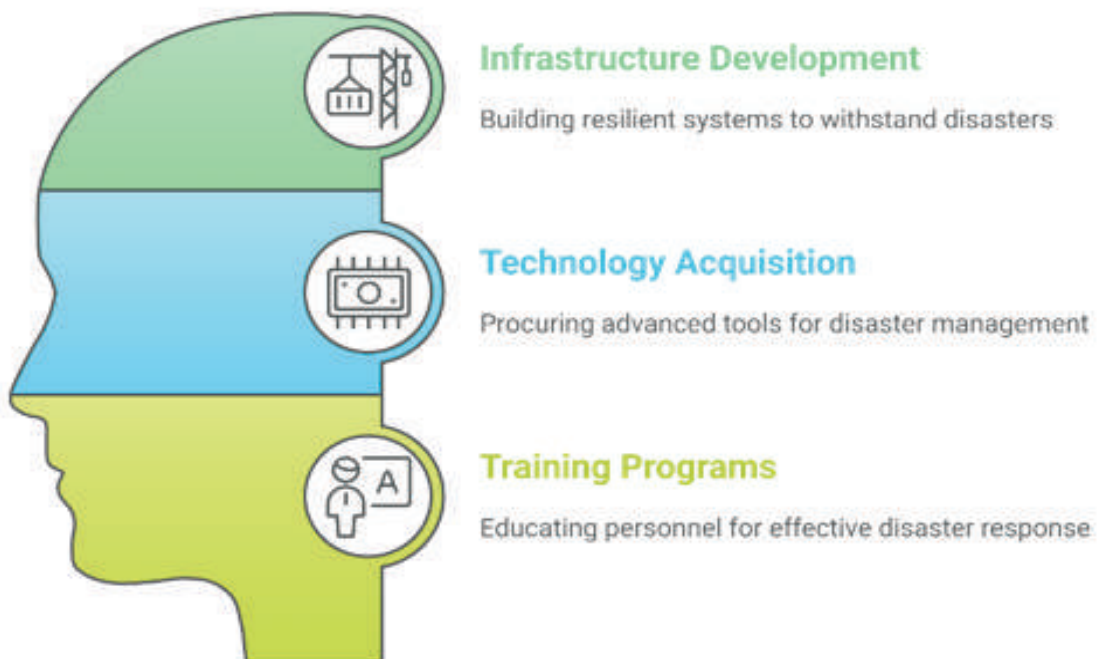 Infrastructure Development
Building resilient systems to withstand disasters
Technology Acquisition
Procuring advanced tools for disaster management
A
Training Programs
Educating personnel for effective disaster response